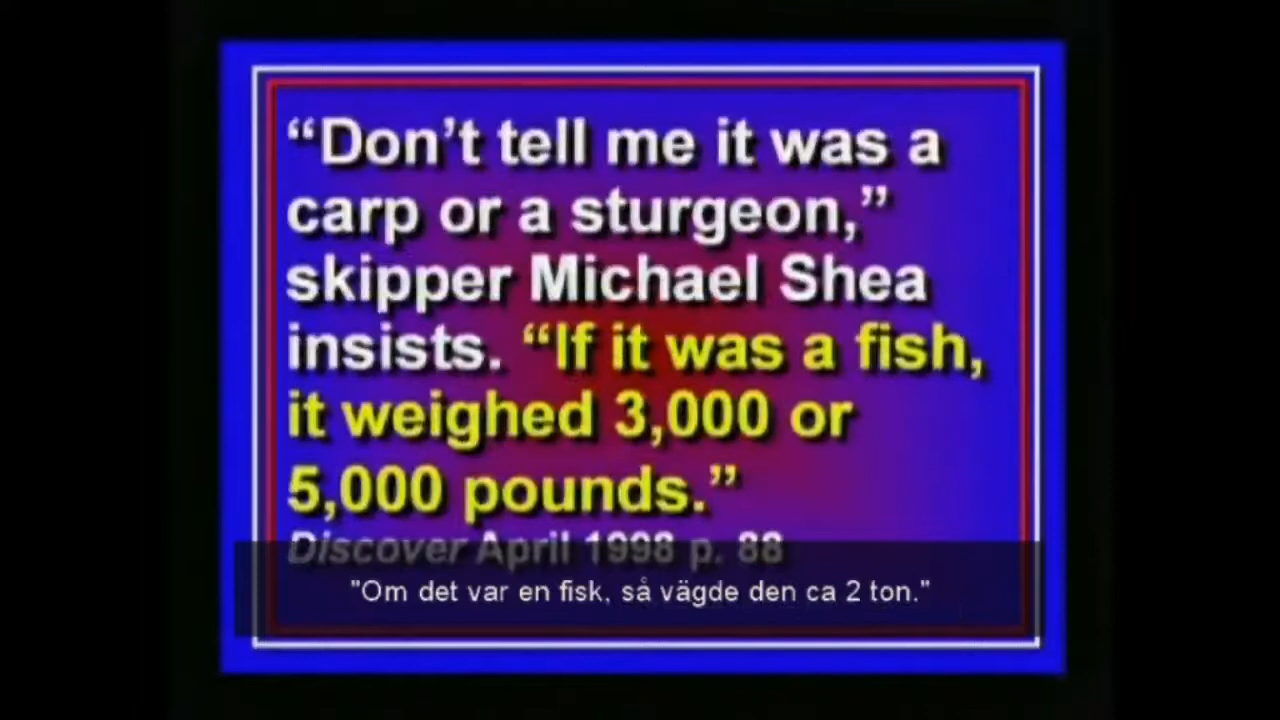 “Don’t tell me it was a
carp or a sturgeon,”
skipper Michael Shea
insists. “If it was a fish,
it weighed 3,000 or
5,000 pounds.”
Discover April 1998 p. 88
"Om det var en fisk, så vägde den ca 2 ton."